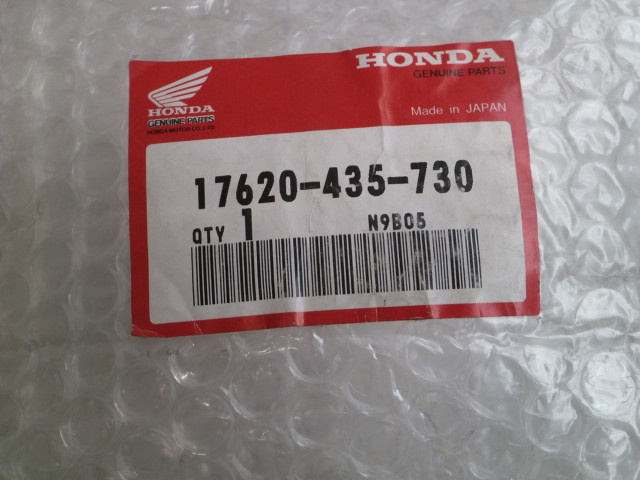 HONDA
GENUINE PARTS
HONDA
GENUINE PARTS
HONDA MOTOR CO.,LTD.
Made in JAPAN
17620-435-730
QTY 1 N9B05